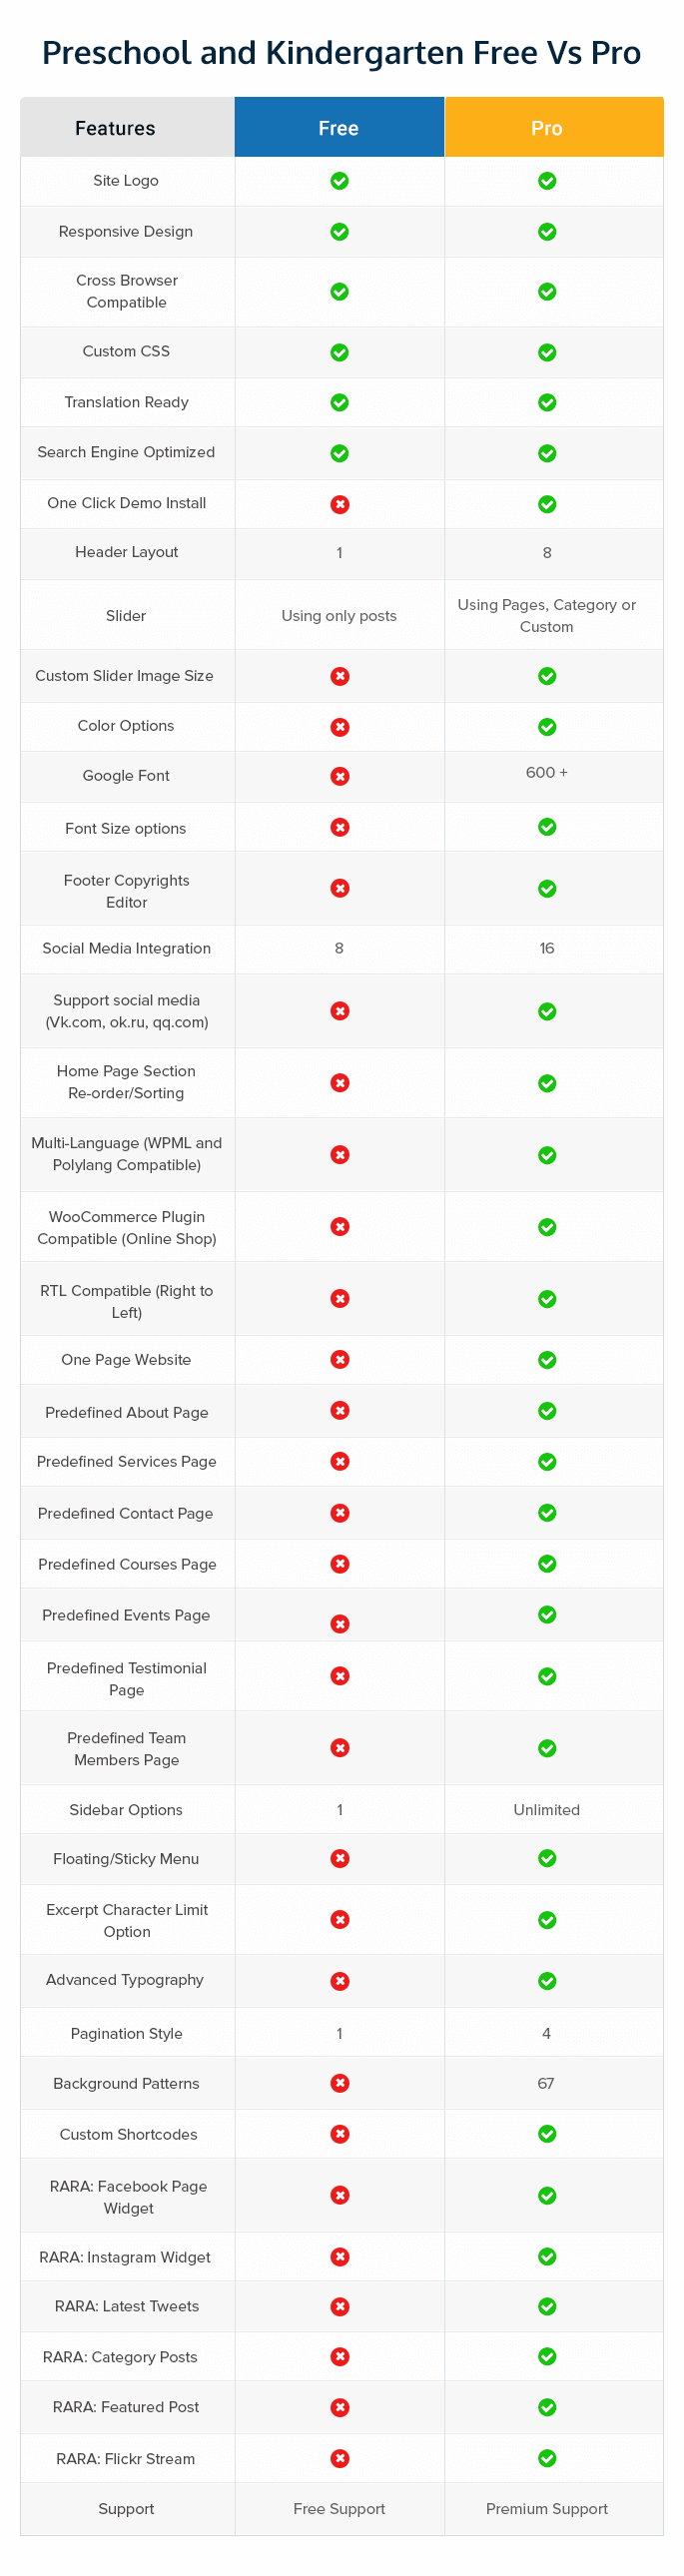 Preschool and Kindergarten Free Vs Pro
Features Free Pro
Site Logo
Responsive Design
Cross Browser
Compatible
Custom CSS
Translation Ready
Search Engine Optimized
One Click Demo Install
Header Layout 1 8
Slider Using only posts Using Pages, Category or
Custom
Custom Slider Image Size
Color Options
Google Font 600 +
Font Size options
Footer Copyrights
Editor
Social Media Integration 8 16
Support social media
(Vk.com, ok.ru, qq.com)
Home Page Section
Re-order/Sorting
Multi-Language (WPML and
Polylang Compatible)
WooCommerce Plugin
Compatible (Online Shop)
RTL Compatible (Right to
Left)
One Page Website
Predefined About Page
Predefined Services Page
Predefined Contact Page
Predefined Courses Page
Predefined Events Page
Predefined Testimonial
Page
Predefined Team
Members Page
Sidebar Options 1 Unlimited
Floating/Sticky Menu
Excerpt Character Limit
Option
Advanced Typography
Pagination Style 1 4
Background Patterns 67
Custom Shortcodes
RARA: Facebook Page
Widget
RARA: Instagram Widget
RARA: Latest Tweets
RARA: Category Posts
RARA: Featured Post
RARA: Flickr Stream
Support Free Support Premium Support